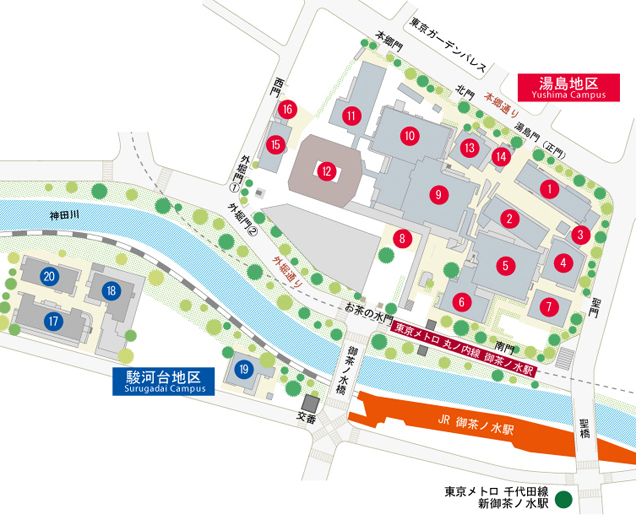 本郷門
東京ガーデンパレス
西門
北門
本郷通り
湯島地区
Yushima Campus
湯島門（正門）
16
15
11
10
13
14
12
9
1
2
3
外堀門①
外堀門②
神田川
8
5
4
外堀通り
6
7
聖門
20
18
17
お茶の水門
東京メトロ 丸ノ内線 御茶ノ水駅
南門
御茶ノ水橋
19
駿河台地区
Surugadai Campus
交番
JR 御茶ノ水駅
聖橋
東京メトロ 千代田線
新御茶ノ水駅